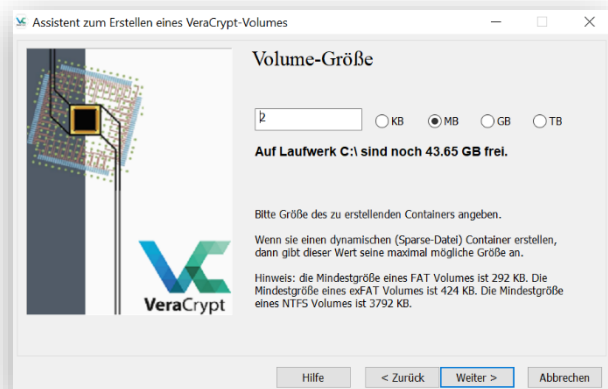 Assistent zum Erstellen eines VeraCrypt-Volumes
Volume-Größe
2
KB MB GB TB
Auf Laufwerk C:\ sind noch 43.65 GB frei.
Bitte Größe des zu erstellenden Containers angeben.
Wenn sie einen dynamischen (Sparse-Datei) Container erstellen,
dann gibt dieser Wert seine maximal mögliche Größe an.
Hinweis: die Mindestgröße eines FAT Volumes ist 292 KB. Die
Mindestgröße eines exFAT Volumes ist 424 KB. Die Mindestgröße
eines NTFS Volumes ist 3792 KB.
VeraCrypt
Hilfe < Zurück Weiter > Abbrechen